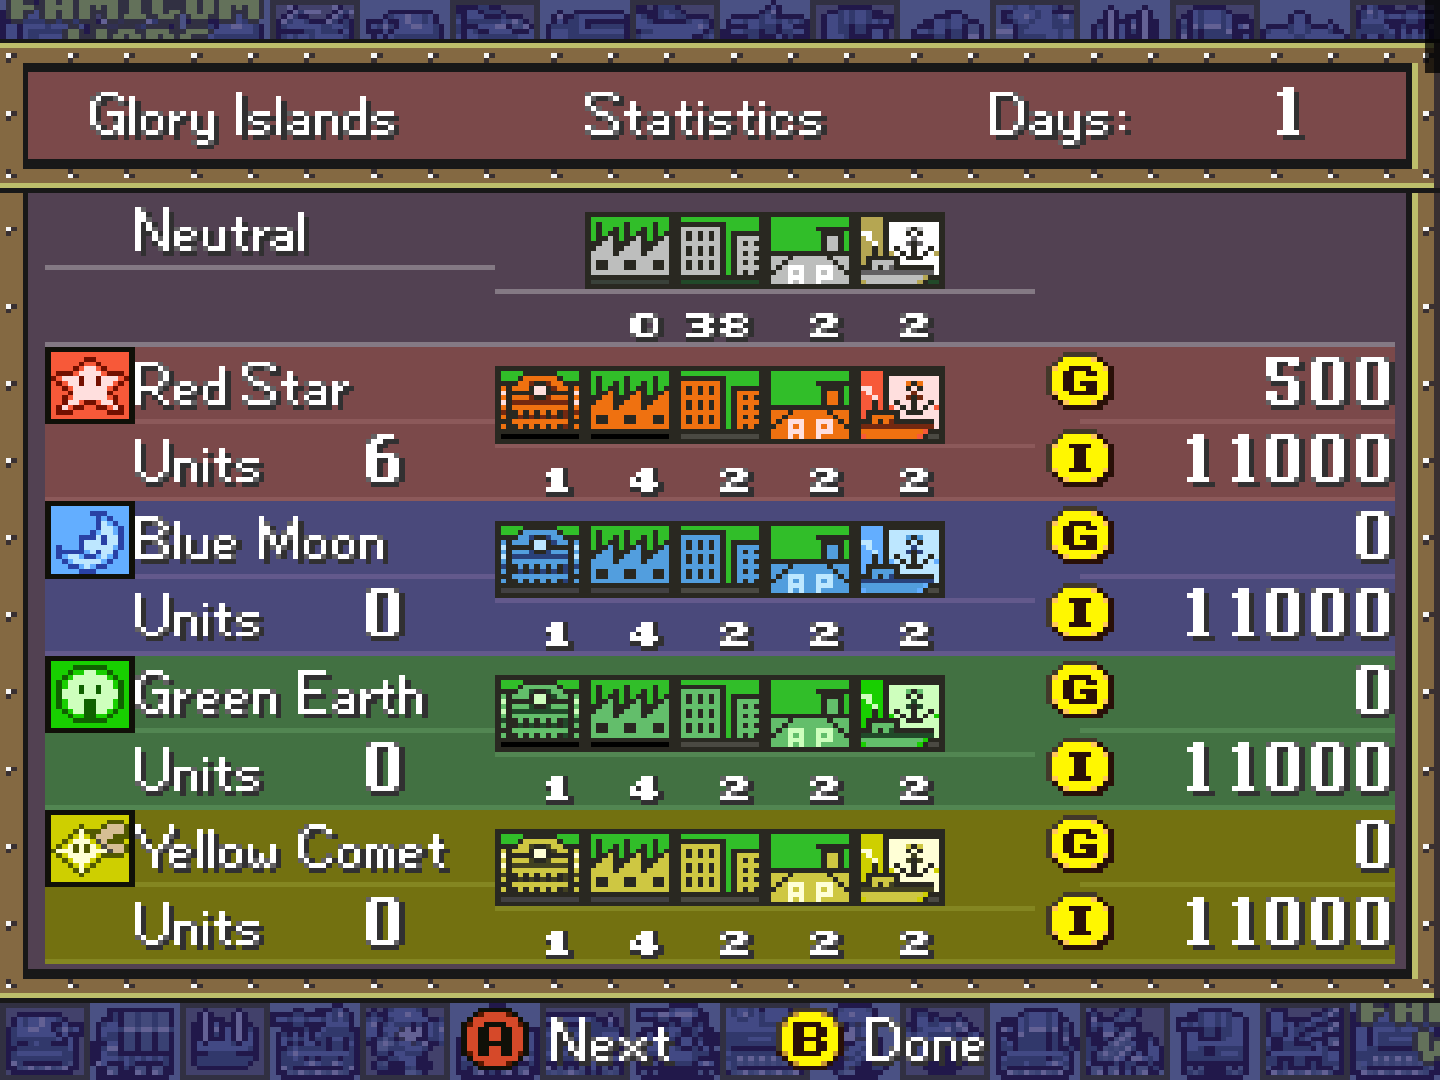 FAMICOM
WARS
Glory Islands Statistics Days: 1
Neutral
0 38 2 2
Red Star G 500
Units 6 1 4 2 2 2 I 11000
Blue Moon G 0
Units 0 1 4 2 2 2 I 11000
Green Earth G 0
Units 0 1 4 2 2 2 I 11000
Yellow Comet G 0
Units 0 1 4 2 2 2 I 11000
A Next B Done